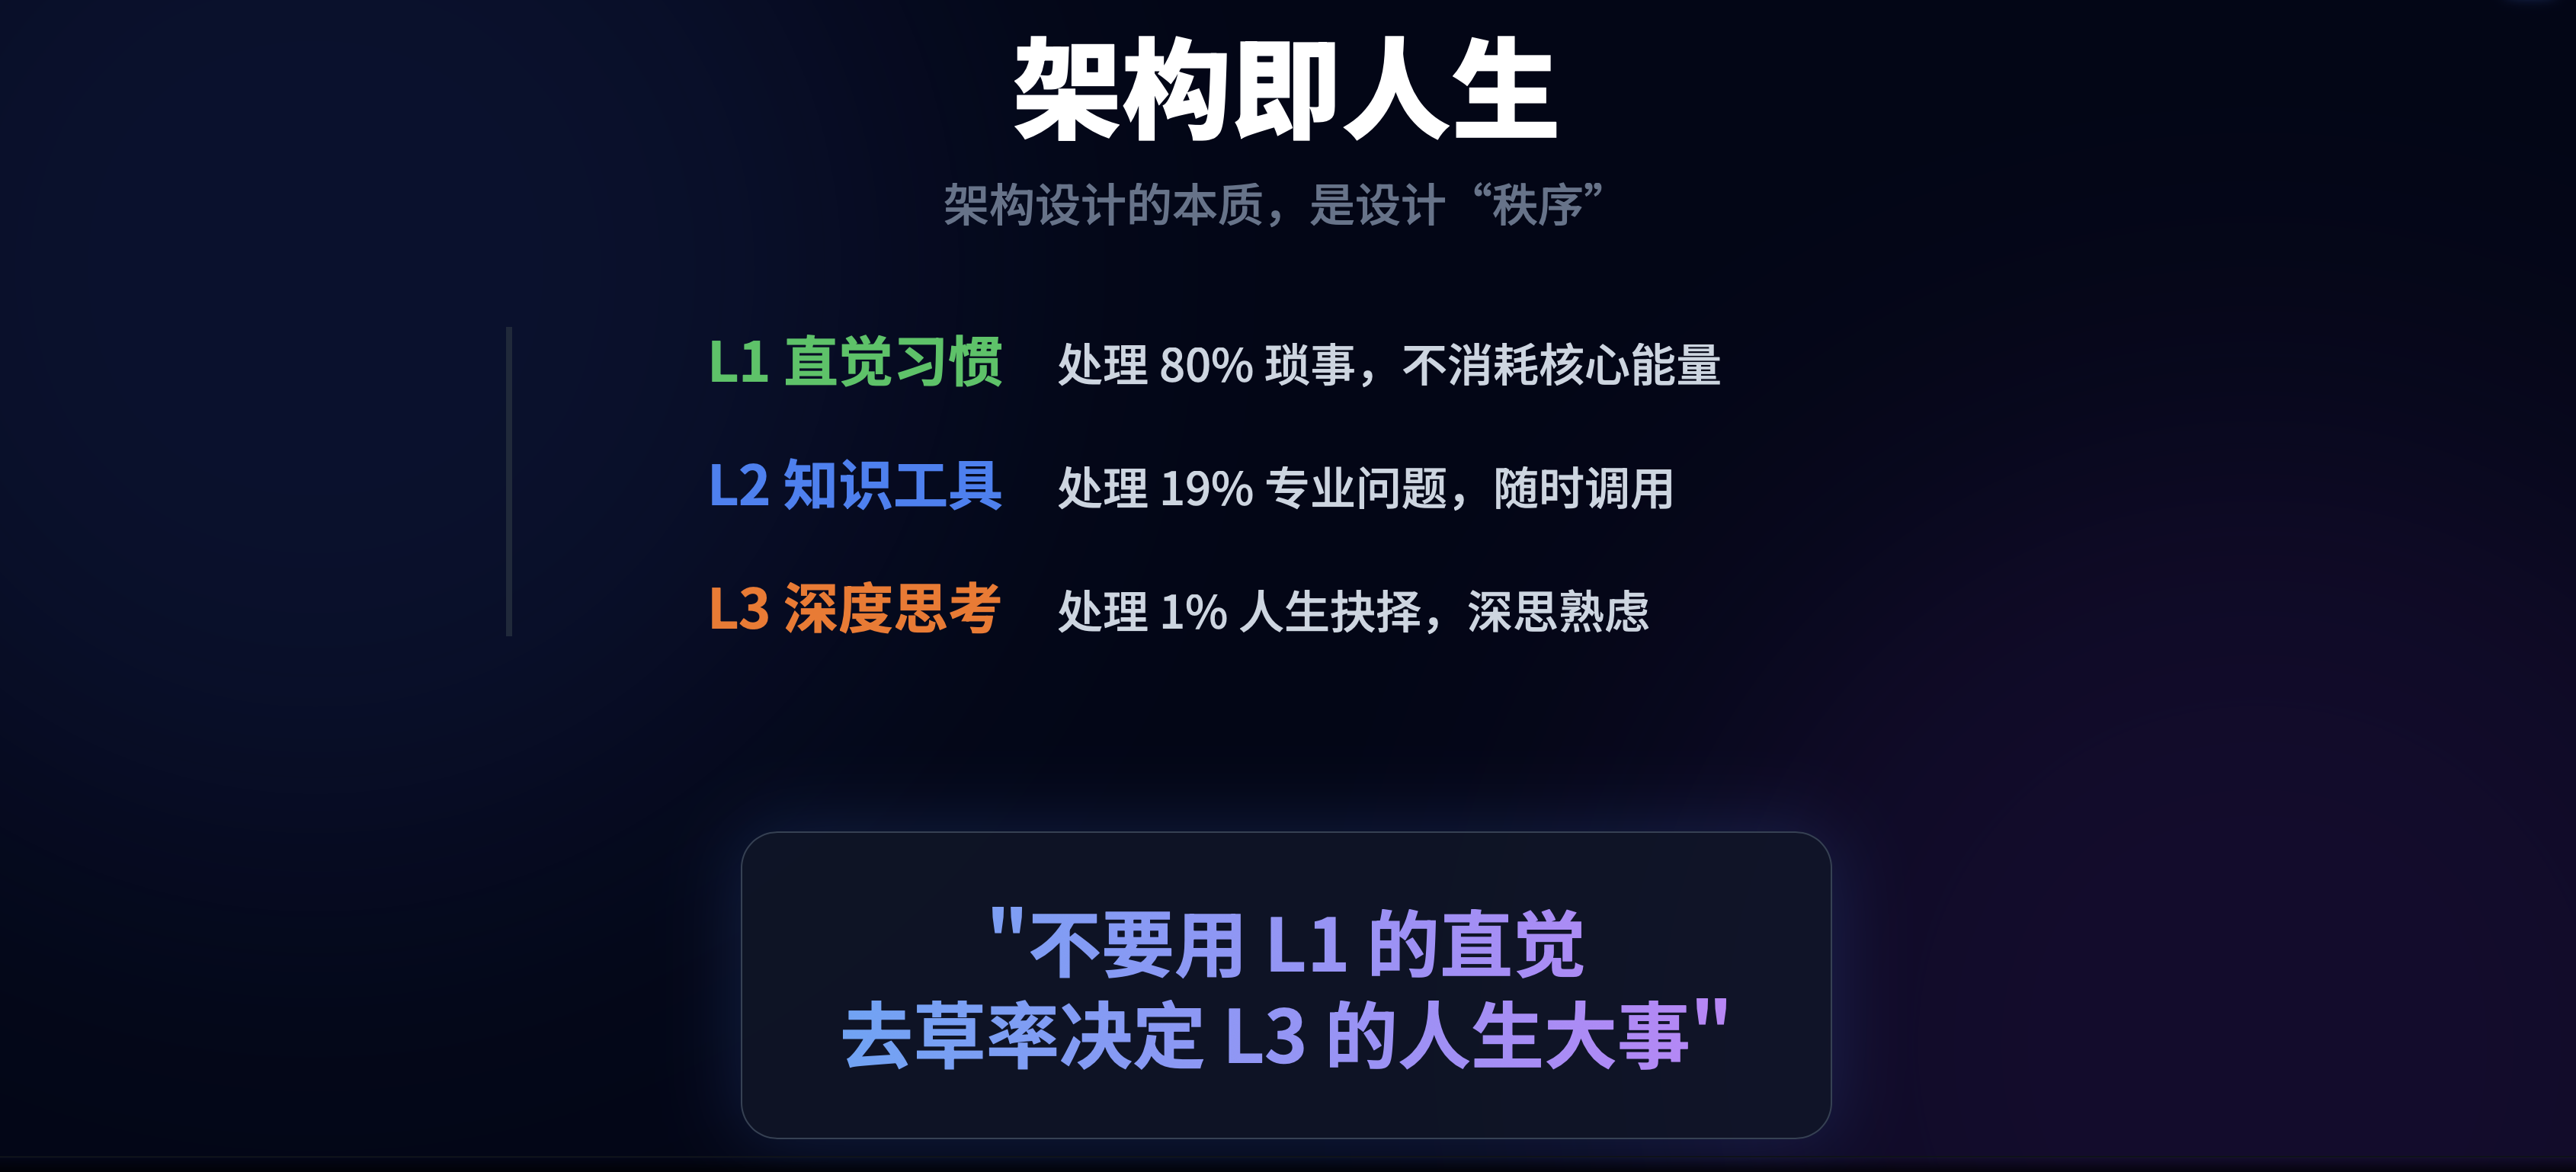 架构即人生
架构设计的本质，是设计“秩序”
L1 直觉习惯 处理 80% 琐事，不消耗核心能量
L2 知识工具 处理 19% 专业问题，随时调用
L3 深度思考 处理 1% 人生抉择，深思熟虑
"不要用 L1 的直觉
去草率决定 L3 的人生大事"